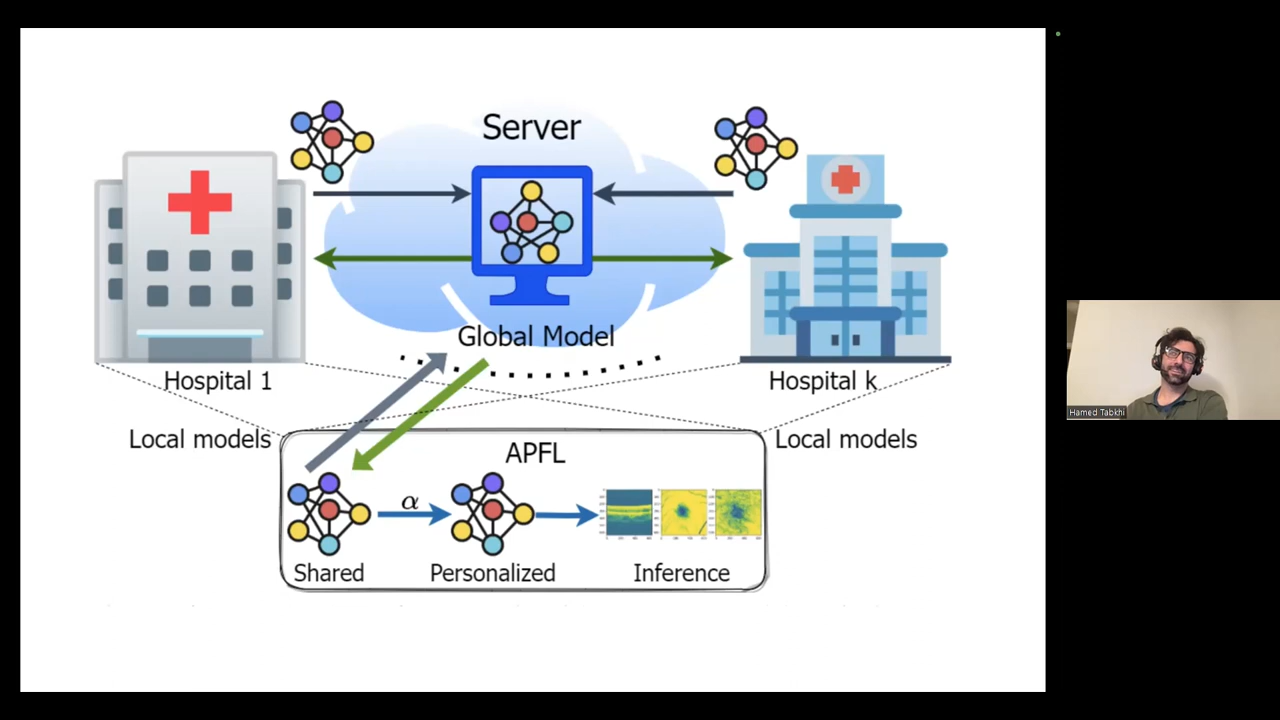 Server
Global Model
Hospital 1
Hospital k
Local models
Local models
APFL
α
Shared
Personalized
Inference
Hamed Tabkhi